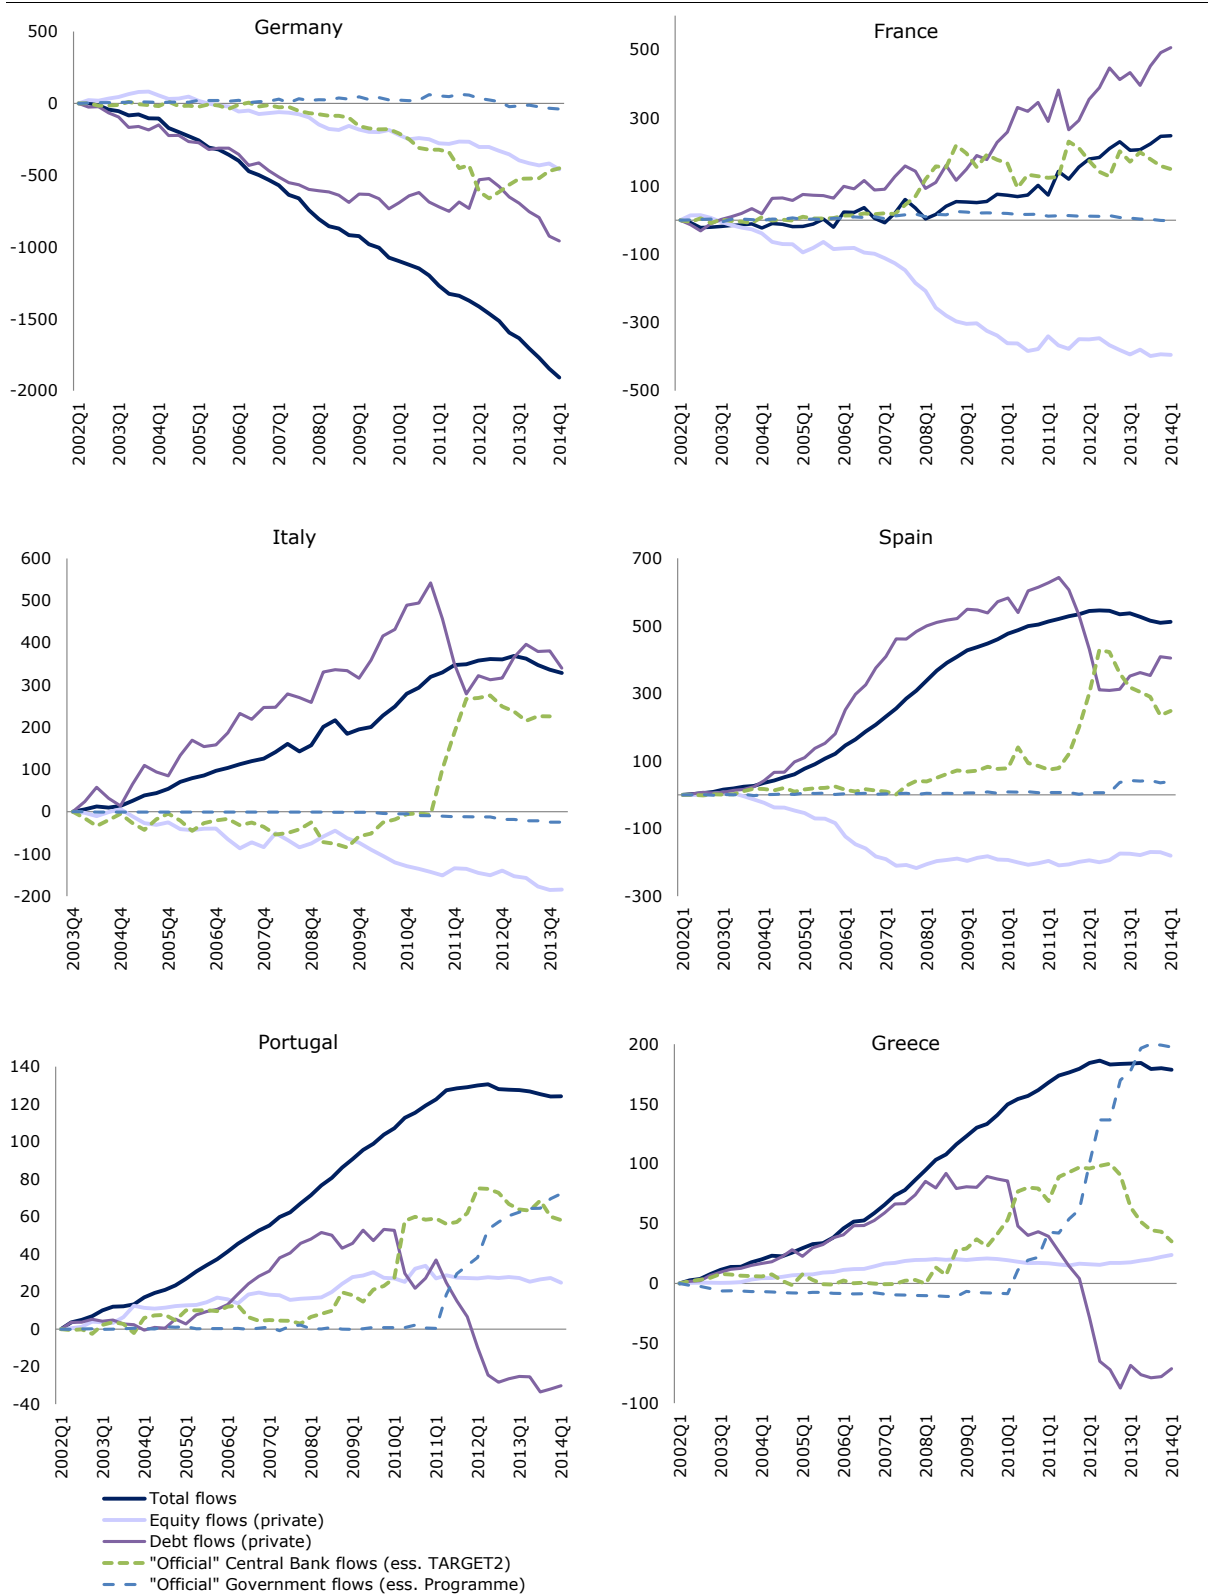 Germany
500
0
-500
-1000
-1500
-2000
2002Q1
2003Q1
2004Q1
2005Q1
2006Q1
2007Q1
2008Q1
2009Q1
2010Q1
2011Q1
2012Q1
2013Q1
2014Q1
France
500
300
100
-100
-300
-500
2002Q1
2003Q1
2004Q1
2005Q1
2006Q1
2007Q1
2008Q1
2009Q1
2010Q1
2011Q1
2012Q1
2013Q1
2014Q1
Italy
600
500
400
300
200
100
0
-100
-200
2003Q4
2004Q4
2005Q4
2006Q4
2007Q4
2008Q4
2009Q4
2010Q4
2011Q4
2012Q4
2013Q4
Spain
700
500
300
100
-100
-300
2002Q1
2003Q1
2004Q1
2005Q1
2006Q1
2007Q1
2008Q1
2009Q1
2010Q1
2011Q1
2012Q1
2013Q1
2014Q1
Portugal
140
120
100
80
60
40
20
0
-20
-40
2002Q1
2003Q1
2004Q1
2005Q1
2006Q1
2007Q1
2008Q1
2009Q1
2010Q1
2011Q1
2012Q1
2013Q1
2014Q1
Greece
200
150
100
50
0
-50
-100
2002Q1
2003Q1
2004Q1
2005Q1
2006Q1
2007Q1
2008Q1
2009Q1
2010Q1
2011Q1
2012Q1
2013Q1
2014Q1
Total flows
Equity flows (private)
Debt flows (private)
"Official" Central Bank flows (ess. TARGET2)
"Official" Government flows (ess. Programme)